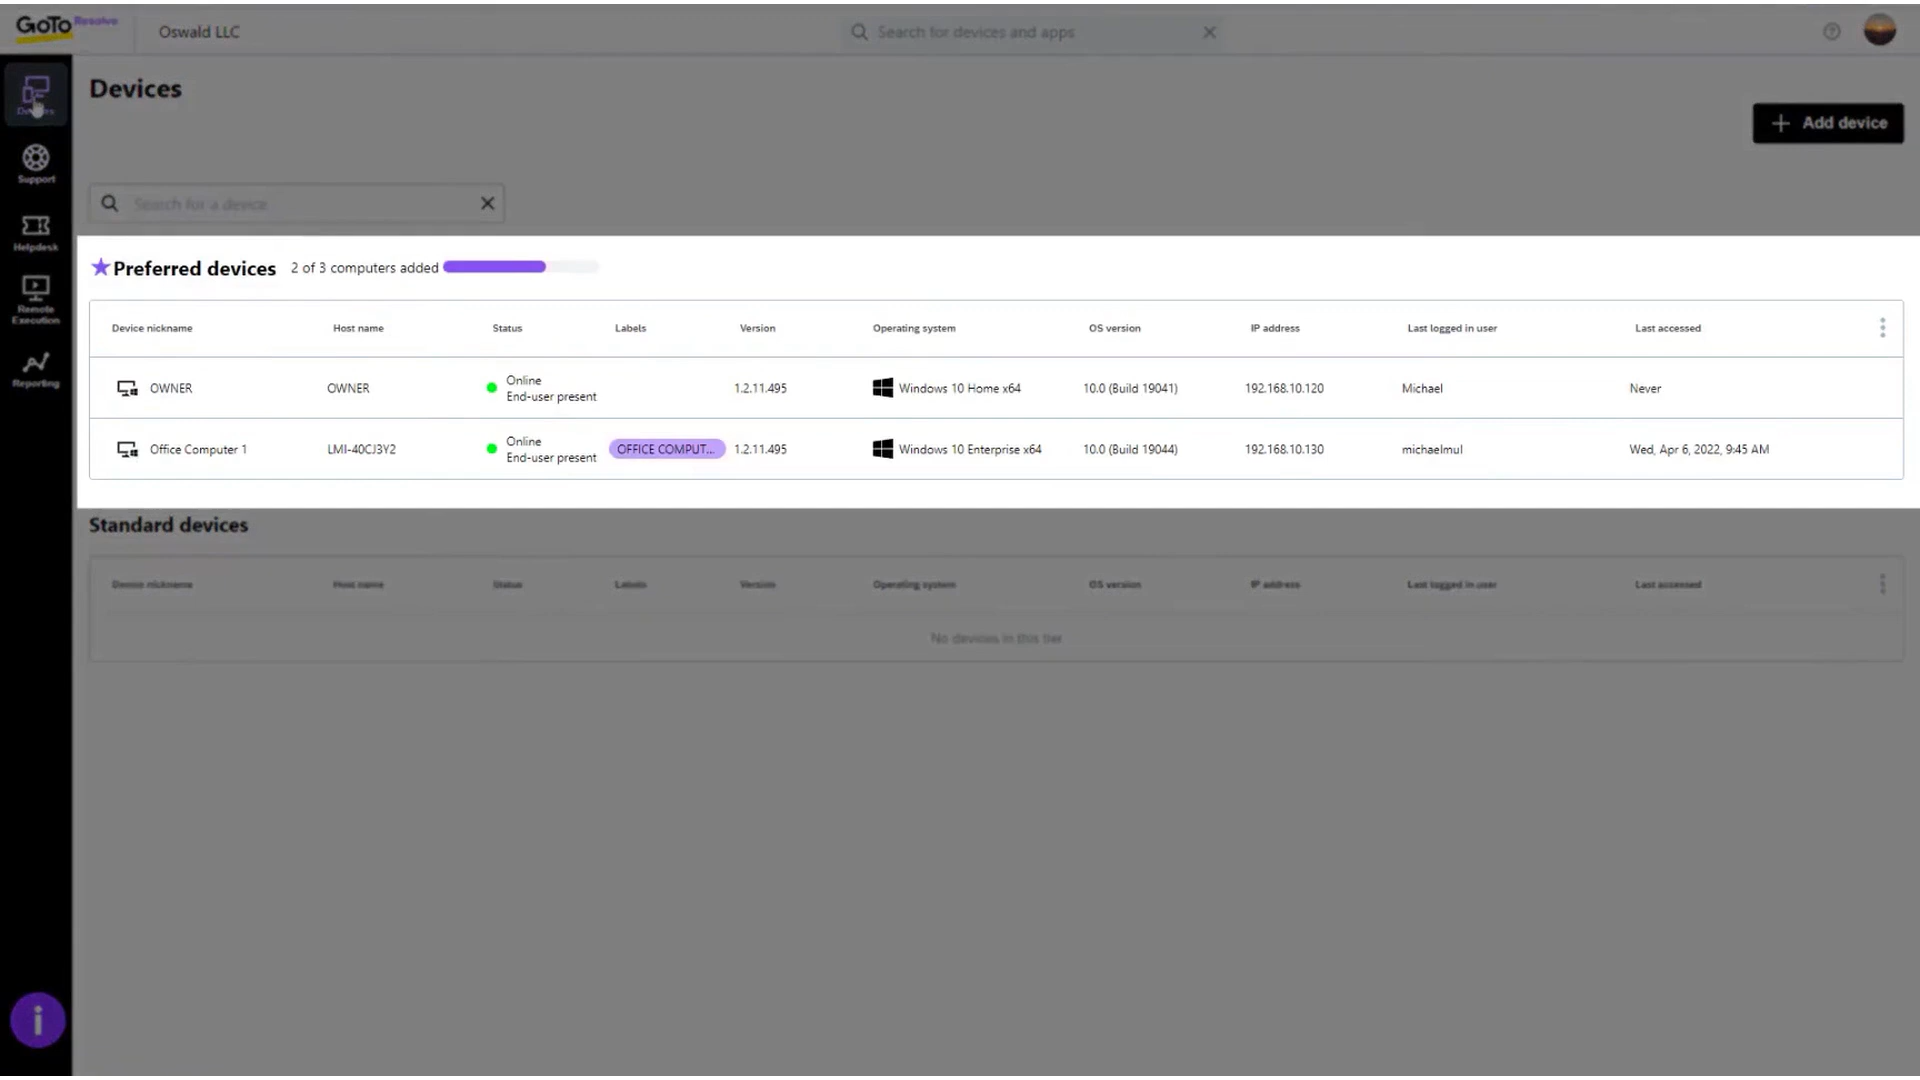 GoTo Resolve
Oswald LLC
Search for devices and apps
Devices
Support
Helpdesk
Remote
Execution
Reporting
Devices
Add device
Search for a device
Preferred devices 2 of 3 computers added
Device nickname Host name Status Labels Version Operating system OS version IP address Last logged in user Last accessed
OWNER OWNER Online End-user present 1.2.11.495 Windows 10 Home x64 10.0 (Build 19041) 192.168.10.120 Michael Never
Office Computer 1 LMI-40CJ3Y2 Online End-user present OFFICE COMPUT... 1.2.11.495 Windows 10 Enterprise x64 10.0 (Build 19044) 192.168.10.130 michaelmul Wed, Apr 6, 2022, 9:45 AM
Standard devices
Device nickname Host name Status Labels Version Operating system OS version IP address Last logged in user Last accessed
No devices in this tier